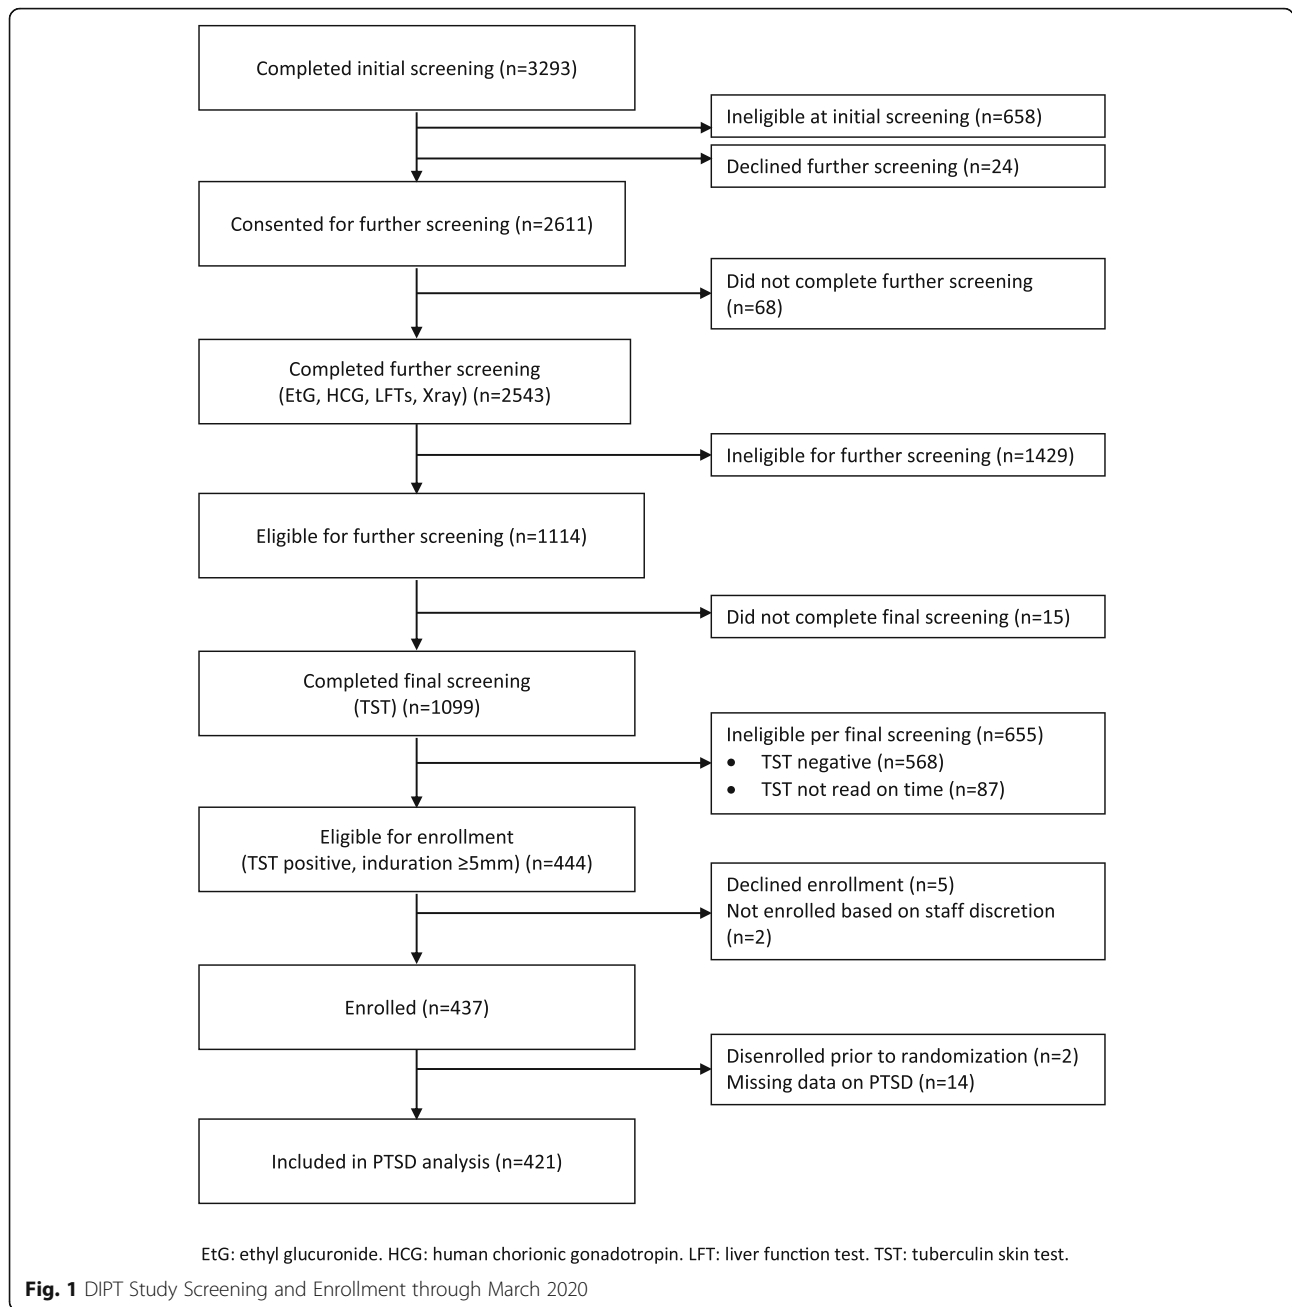 Completed initial screening (n=3293)
Ineligible at initial screening (n=658)
Declined further screening (n=24)
Consented for further screening (n=2611)
Did not complete further screening
(n=68)
Completed further screening
(EtG, HCG, LFTs, Xray) (n=2543)
Ineligible for further screening (n=1429)
Eligible for further screening (n=1114)
Did not complete final screening (n=15)
Completed final screening
(TST) (n=1099)
Ineligible per final screening (n=655)
• TST negative (n=568)
• TST not read on time (n=87)
Eligible for enrollment
(TST positive, induration ≥5mm) (n=444)
Declined enrollment (n=5)
Not enrolled based on staff discretion
(n=2)
Enrolled (n=437)
Disenrolled prior to randomization (n=2)
Missing data on PTSD (n=14)
Included in PTSD analysis (n=421)
EtG: ethyl glucuronide. HCG: human chorionic gonadotropin. LFT: liver function test. TST: tuberculin skin test.
Fig. 1 DIPT Study Screening and Enrollment through March 2020